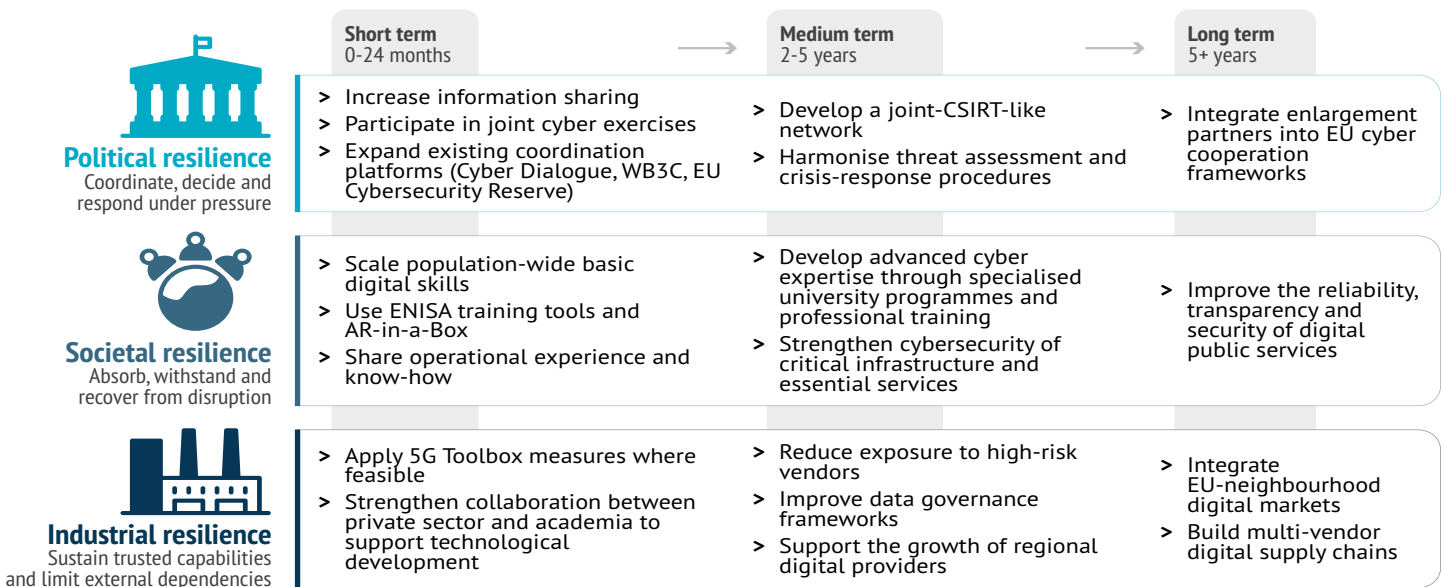 Short term
0-24 months
Medium term
2-5 years
Long term
5+ years
Political resilience
Coordinate, decide and
respond under pressure
> Increase information sharing
> Participate in joint cyber exercises
> Expand existing coordination
platforms (Cyber Dialogue, WB3C, EU
Cybersecurity Reserve)
> Develop a joint-CSIRT-like
network
> Harmonise threat assessment and
crisis-response procedures
> Integrate enlargement
partners into EU cyber
cooperation
frameworks
Societal resilience
Absorb, withstand and
recover from disruption
> Scale population-wide basic
digital skills
> Use ENISA training tools and
AR-in-a-Box
> Share operational experience and
know-how
> Develop advanced cyber
expertise through specialised
university programmes and
professional training
> Strengthen cybersecurity of
critical infrastructure and
essential services
> Improve the reliability,
transparency and
security of digital
public services
Industrial resilience
Sustain trusted capabilities
and limit external dependencies
> Apply 5G Toolbox measures where
feasible
> Strengthen collaboration between
private sector and academia to
support technological
development
> Reduce exposure to high-risk
vendors
> Improve data governance
frameworks
> Support the growth of regional
digital providers
> Integrate
EU-neighbourhood
digital markets
> Build multi-vendor
digital supply chains